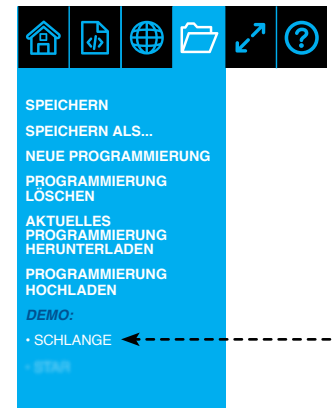 </>
?
SPEICHERN
SPEICHERN ALS...
NEUE PROGRAMMIERUNG
PROGRAMMIERUNG
LÖSCHEN
AKTUELLES
PROGRAMMIERUNG
HERUNTERLADEN
PROGRAMMIERUNG
HOCHLADEN
DEMO:
• SCHLANGE